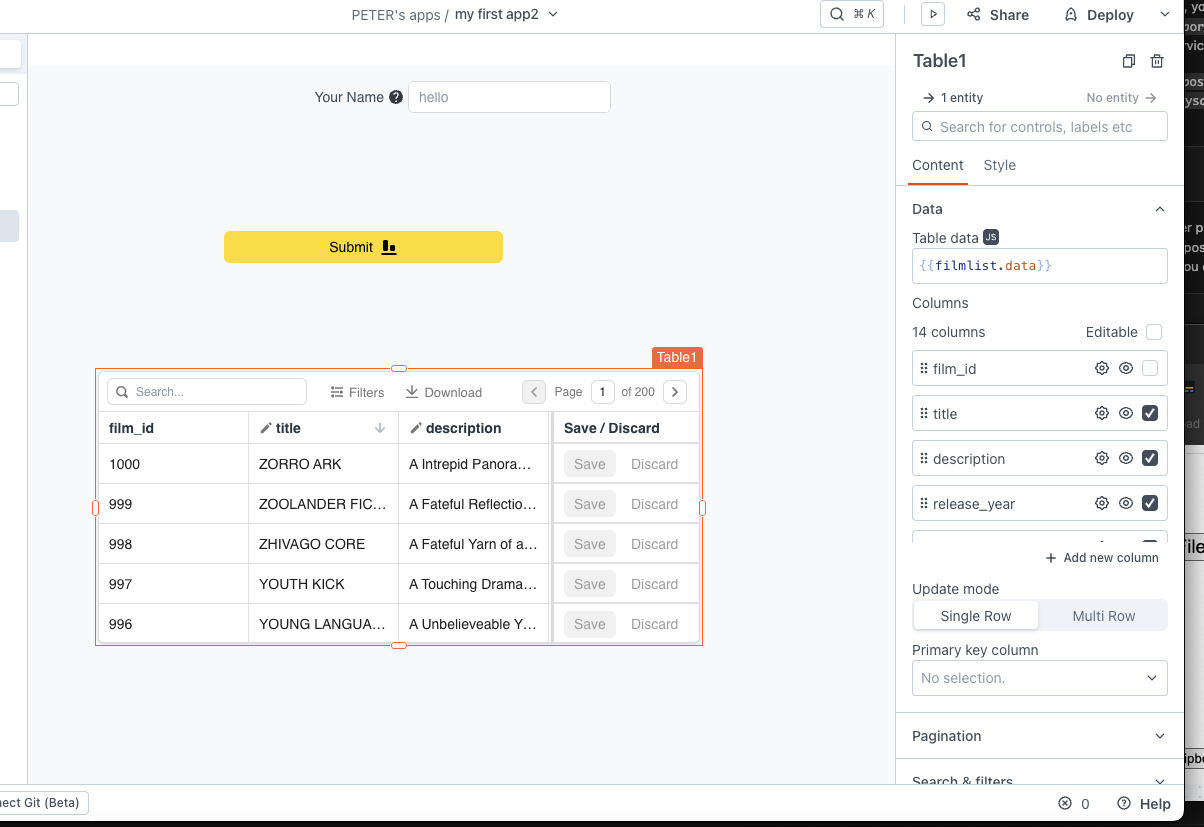 PETER's apps / my first app2
⌘ K
Share
Deploy
Your Name ?
hello
Submit
Table1
Search...
Filters
Download
Page 1 of 200
film_id title description Save / Discard
1000 ZORRO ARK A Intrepid Panora... Save Discard
999 ZOOLANDER FIC... A Fateful Reflectio... Save Discard
998 ZHIVAGO CORE A Fateful Yarn of a... Save Discard
997 YOUTH KICK A Touching Drama... Save Discard
996 YOUNG LANGUA... A Unbelieveable Y... Save Discard
Table1
1 entity
No entity
Search for controls, labels etc
Content Style
Data
Table data JS
{{filmlist.data}}
Columns
14 columns Editable
film_id
title
description
release_year
+ Add new column
Update mode
Single Row Multi Row
Primary key column
No selection.
Pagination
Search & filters
nect Git (Beta)
0
Help